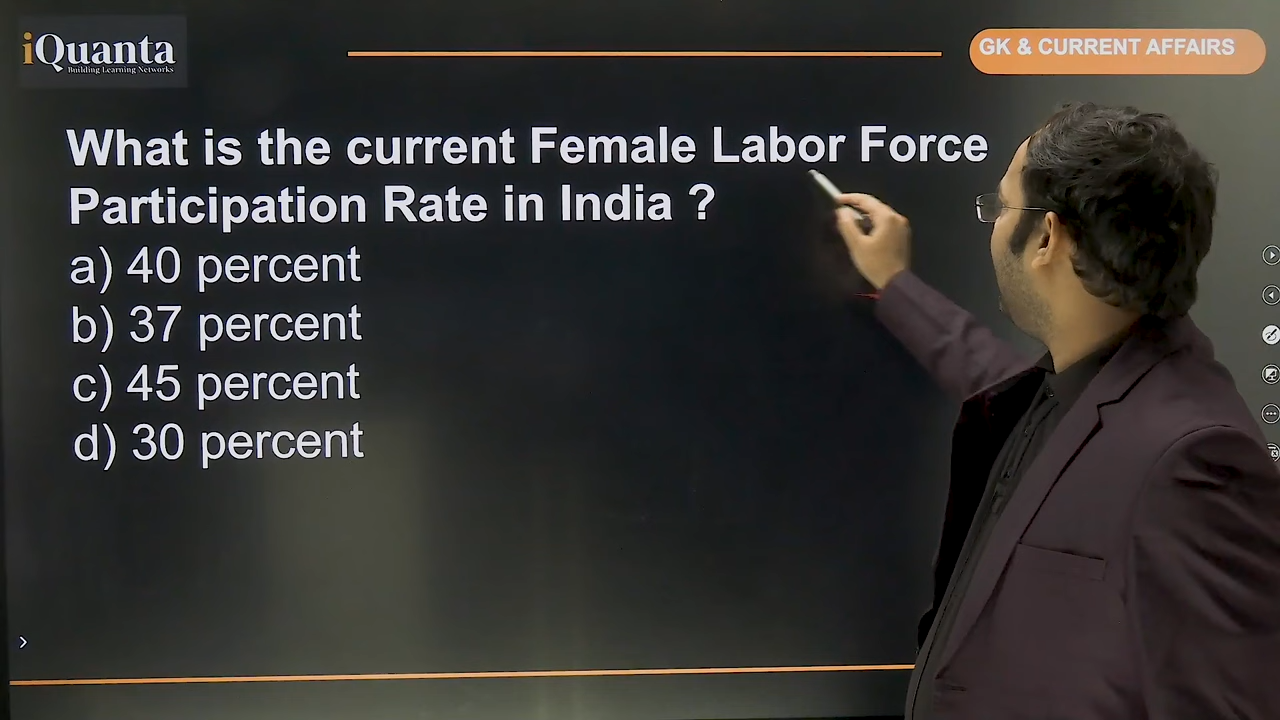 iQuanta
Building Learning Networks
GK & CURRENT AFFAIRS
What is the current Female Labor Force
Participation Rate in India ?
a) 40 percent
b) 37 percent
c) 45 percent
d) 30 percent